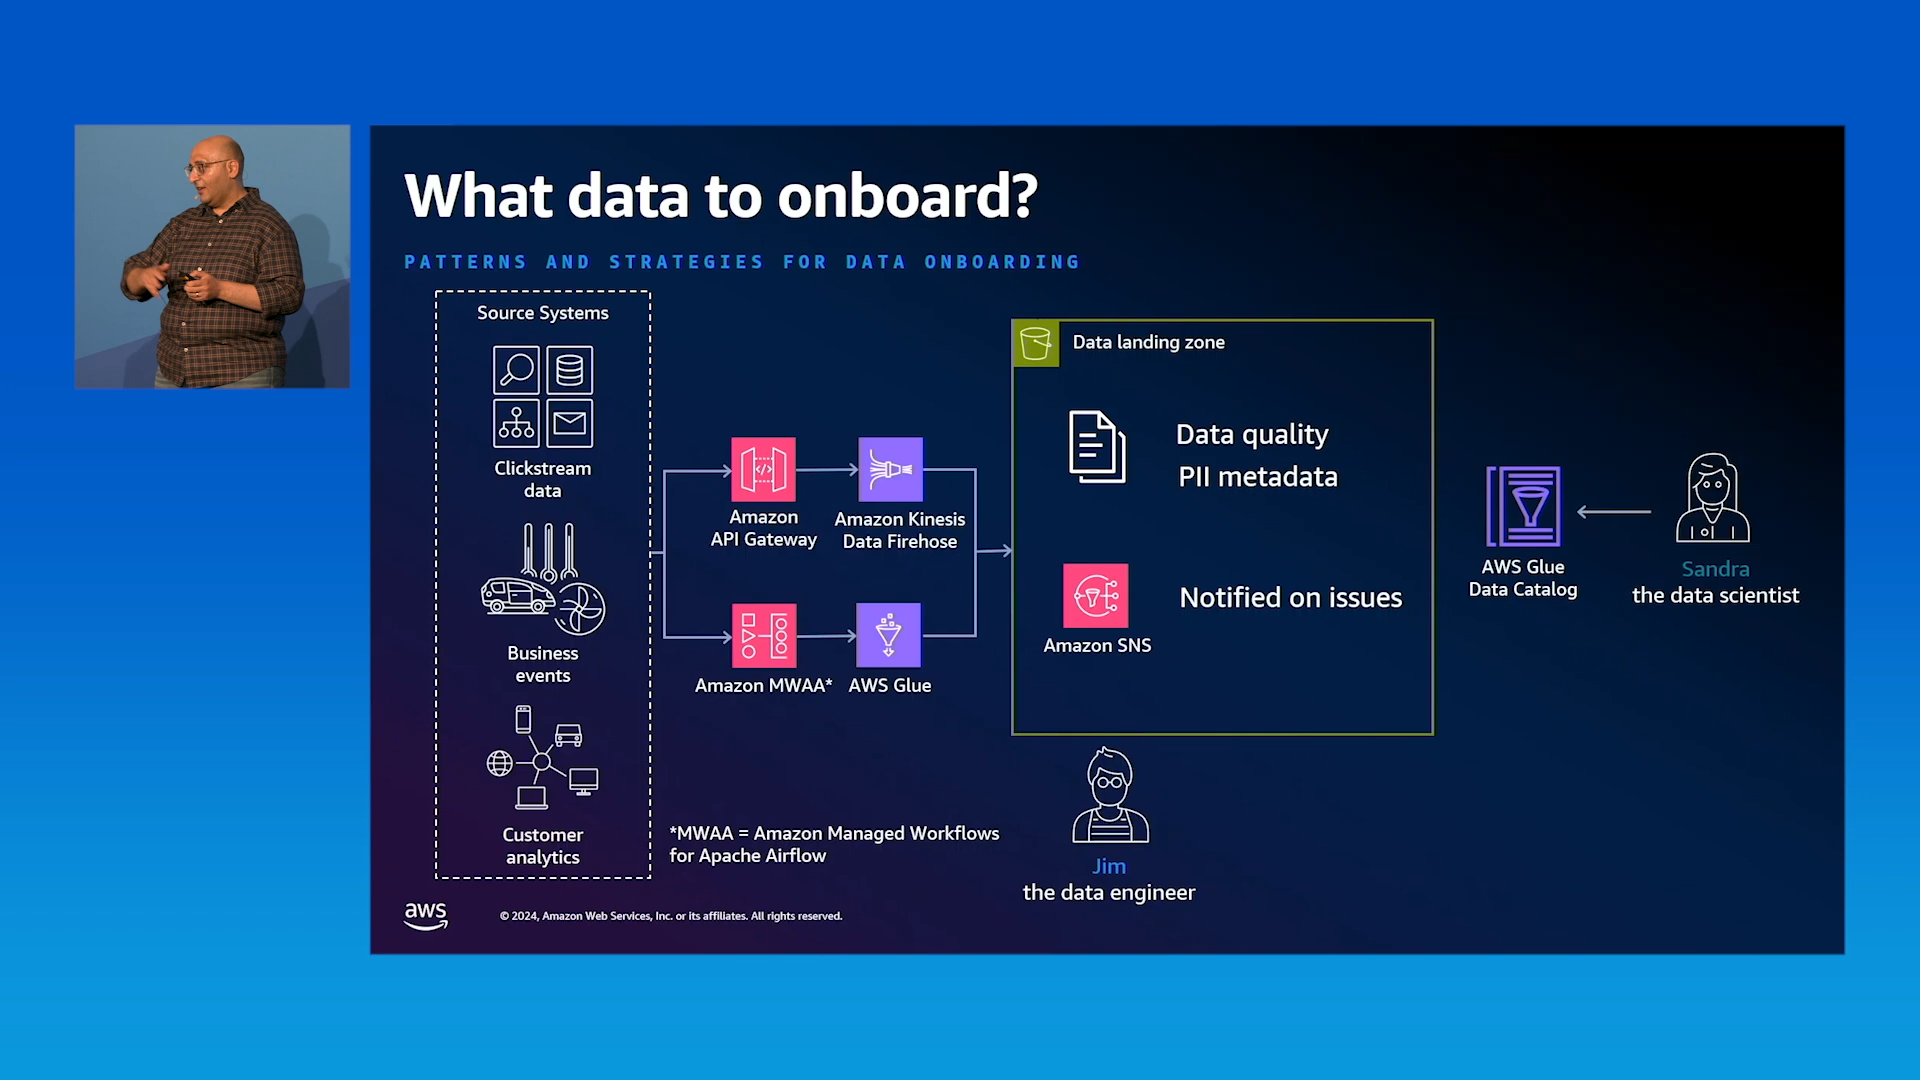 What data to onboard?
PATTERNS AND STRATEGIES FOR DATA ONBOARDING
Source Systems
Clickstream
data
Business
events
Customer
analytics
Amazon
API Gateway
Amazon Kinesis
Data Firehose
Amazon MWAA*
AWS Glue
*MWAA = Amazon Managed Workflows
for Apache Airflow
Data landing zone
Data quality
PII metadata
Notified on issues
Amazon SNS
Jim
the data engineer
AWS Glue
Data Catalog
Sandra
the data scientist
aws
© 2024, Amazon Web Services, Inc. or its affiliates. All rights reserved.